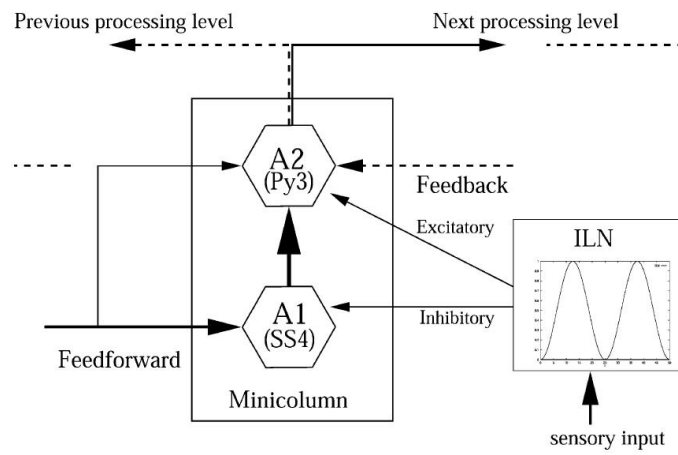 Previous processing level
Next processing level
A2
(Py3)
Feedback
Excitatory
ILN
A1
(SS4)
Inhibitory
Feedforward
Minicolumn
sensory input